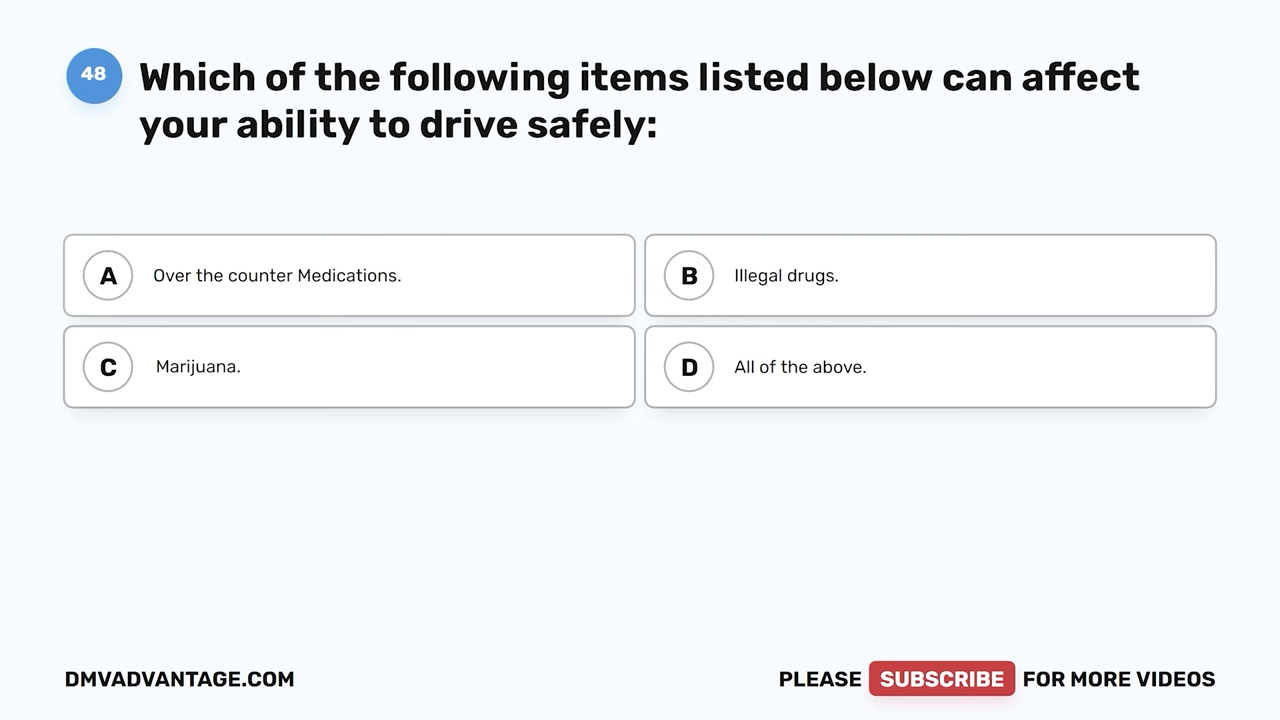 48
Which of the following items listed below can affect
your ability to drive safely:
A Over the counter Medications.
B Illegal drugs.
C Marijuana.
D All of the above.
DMVADVANTAGE.COM
PLEASE SUBSCRIBE FOR MORE VIDEOS